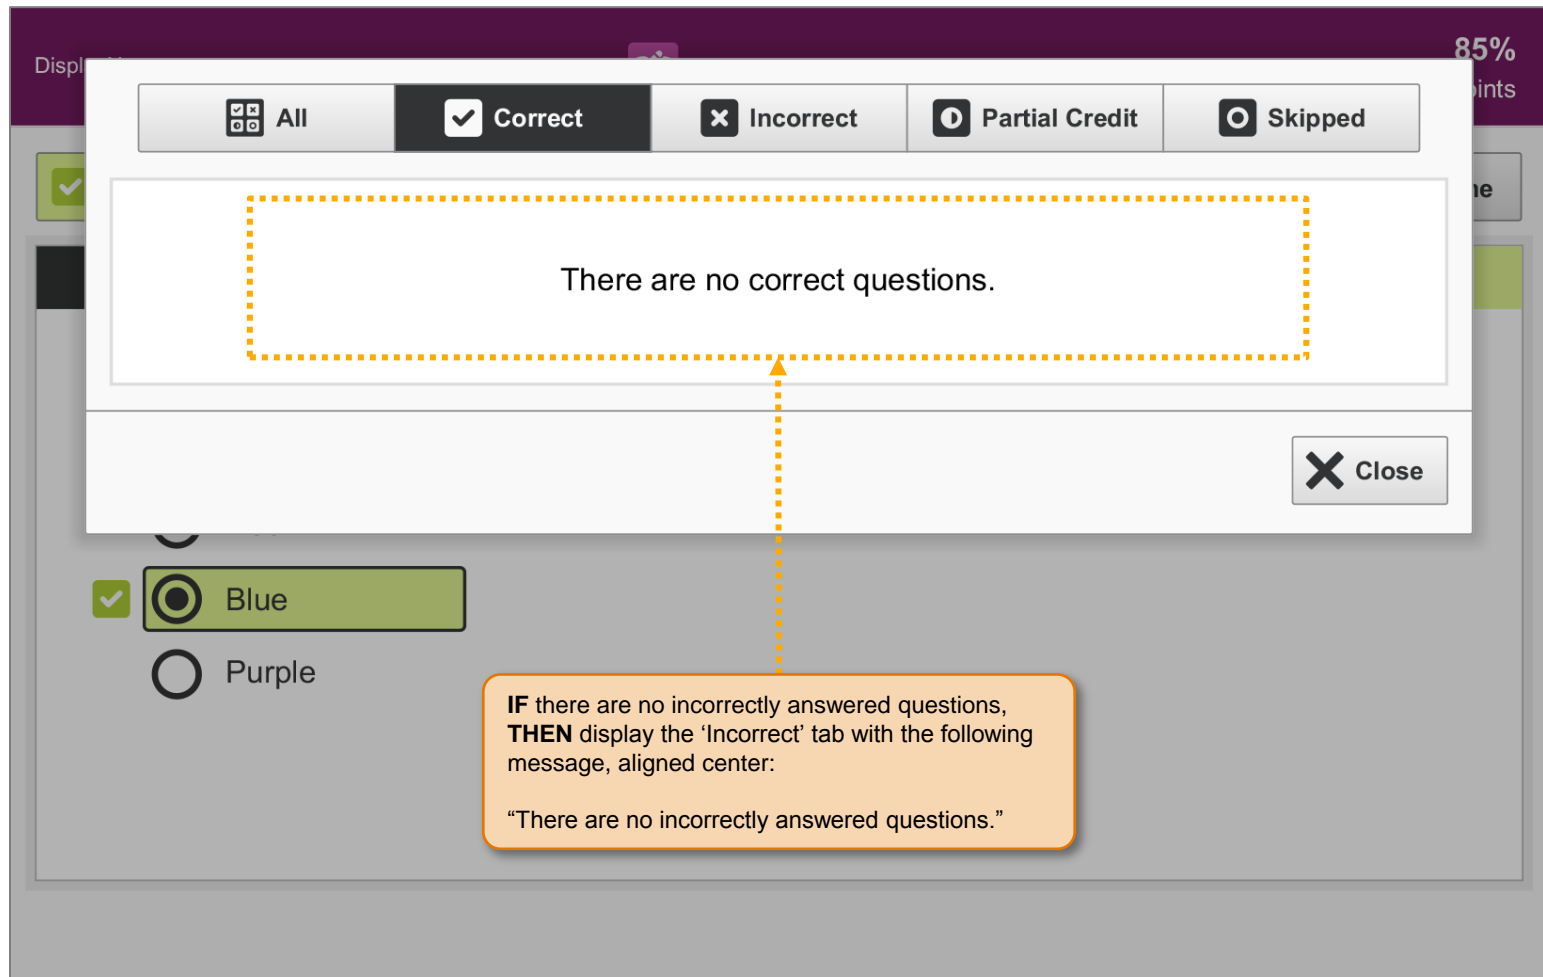 85%
All
Correct
Incorrect
Partial Credit
Skipped
There are no correct questions.
Close
Blue
Purple
IF there are no incorrectly answered questions,
THEN display the ‘Incorrect’ tab with the following
message, aligned center:
“There are no incorrectly answered questions.”